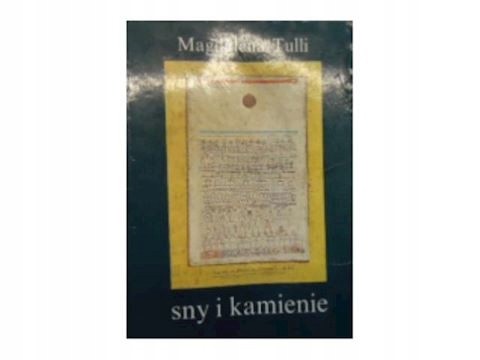 Magdalena Tulli
sny i kamienie